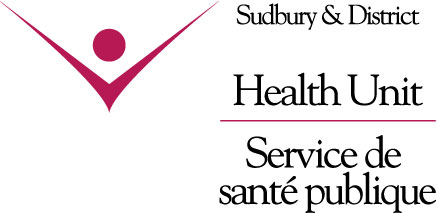 Sudbury & District
Health Unit
Service de
santé publique